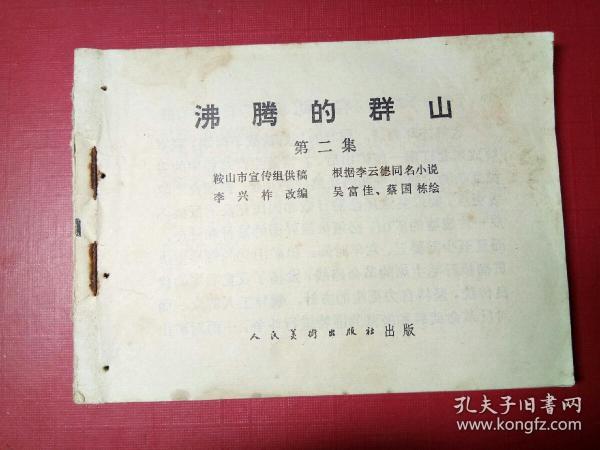 沸腾的群山
第二集
鞍山市宣传组供稿 根据李云德同名小说
李兴柞 改编 吴富佳、蔡国栋绘
人民美術出版社 出版
孔夫子旧书网
www.kongfz.com